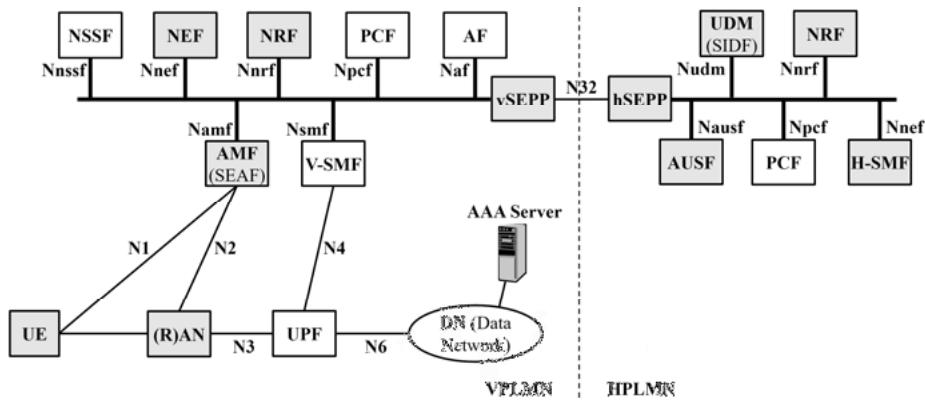 NSSF
NEF
NRF
PCF
AF
UDM
(SIDF)
NRF
Nnssf
Nnef
Nnrf
Npcf
Naf
Nudm
Nnrf
vSEPP
N32
hSEPP
Namf
Nsmf
Nausf
Npcf
Nnef
AMF
(SEAF)
V-SMF
AUSF
PCF
H-SMF
AAA Server
N1
N2
N4
UE
(R)AN
N3
UPF
N6
DN (Data
Network)
VPLMN
HPLMN